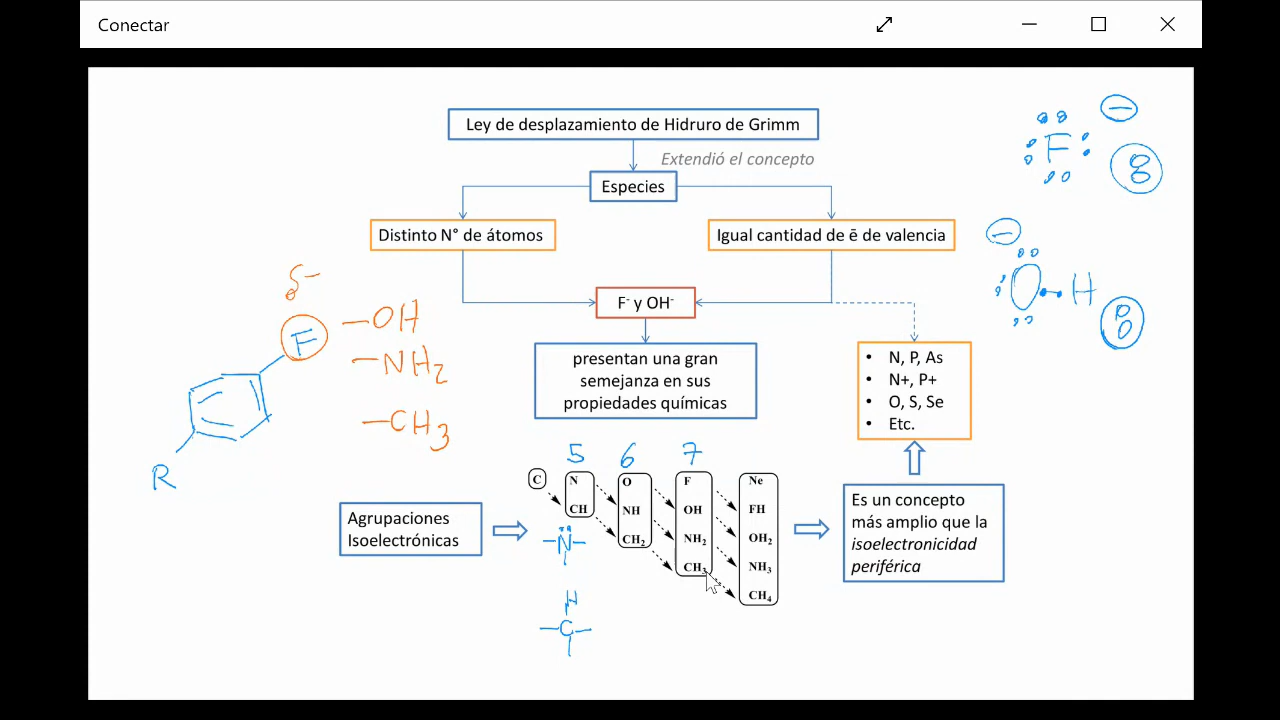 Conectar
Ley de desplazamiento de Hidruro de Grimm
Extendió el concepto
Especies
Distinto N° de átomos
Igual cantidad de ē de valencia
F⁻ y OH⁻
presentan una gran
semejanza en sus
propiedades químicas
• N, P, As
• N+, P+
• O, S, Se
• Etc.
F
−
8
−
O H
8
δ−
F
R
−OH
−NH₂
−CH₃
5 6 7
Agrupaciones
Isoelectrónicas
C N O F Ne
CH NH OH FH
CH₂ NH₂ OH₂
CH₃ NH₃
CH₄
−N−
H
−C−
Es un concepto
más amplio que la
isoelectronicidad
periférica